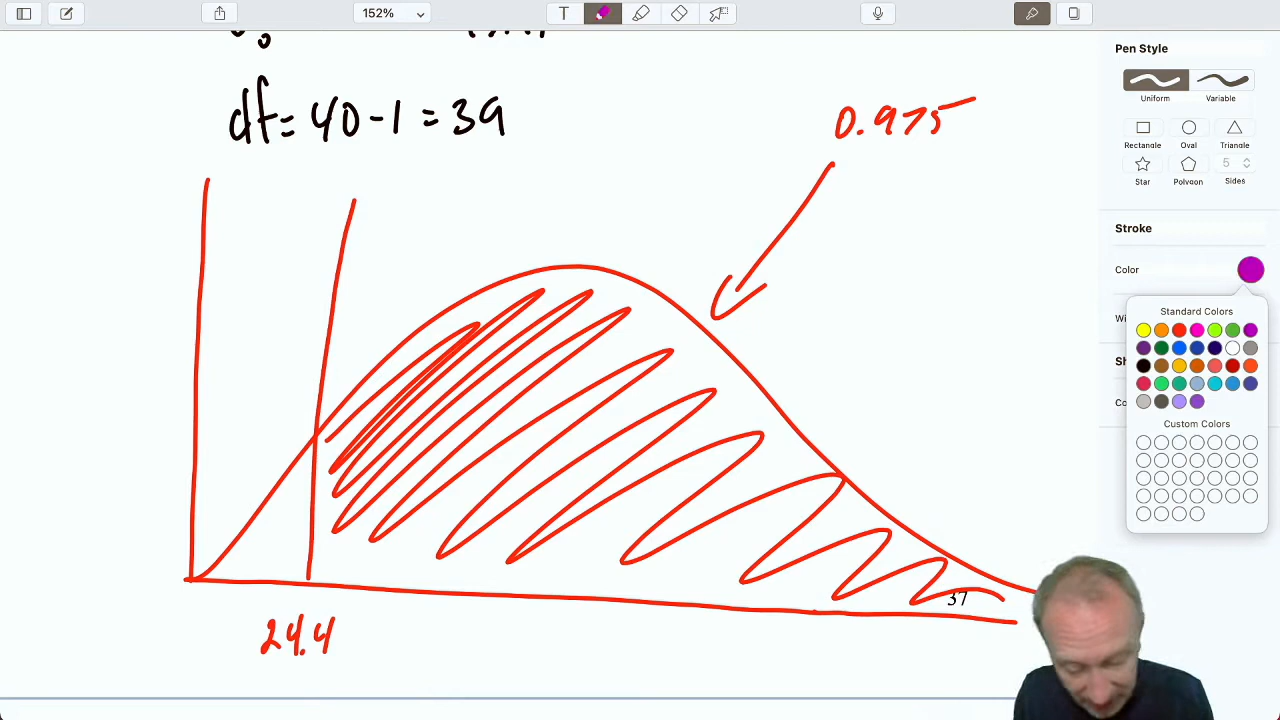 152%
T
df = 40 - 1 = 39
0.975
24.4
37
Pen Style
Uniform
Variable
Rectangle
Oval
Triangle
5
Star
Polygon
Sides
Stroke
Color
Standard Colors
Custom Colors